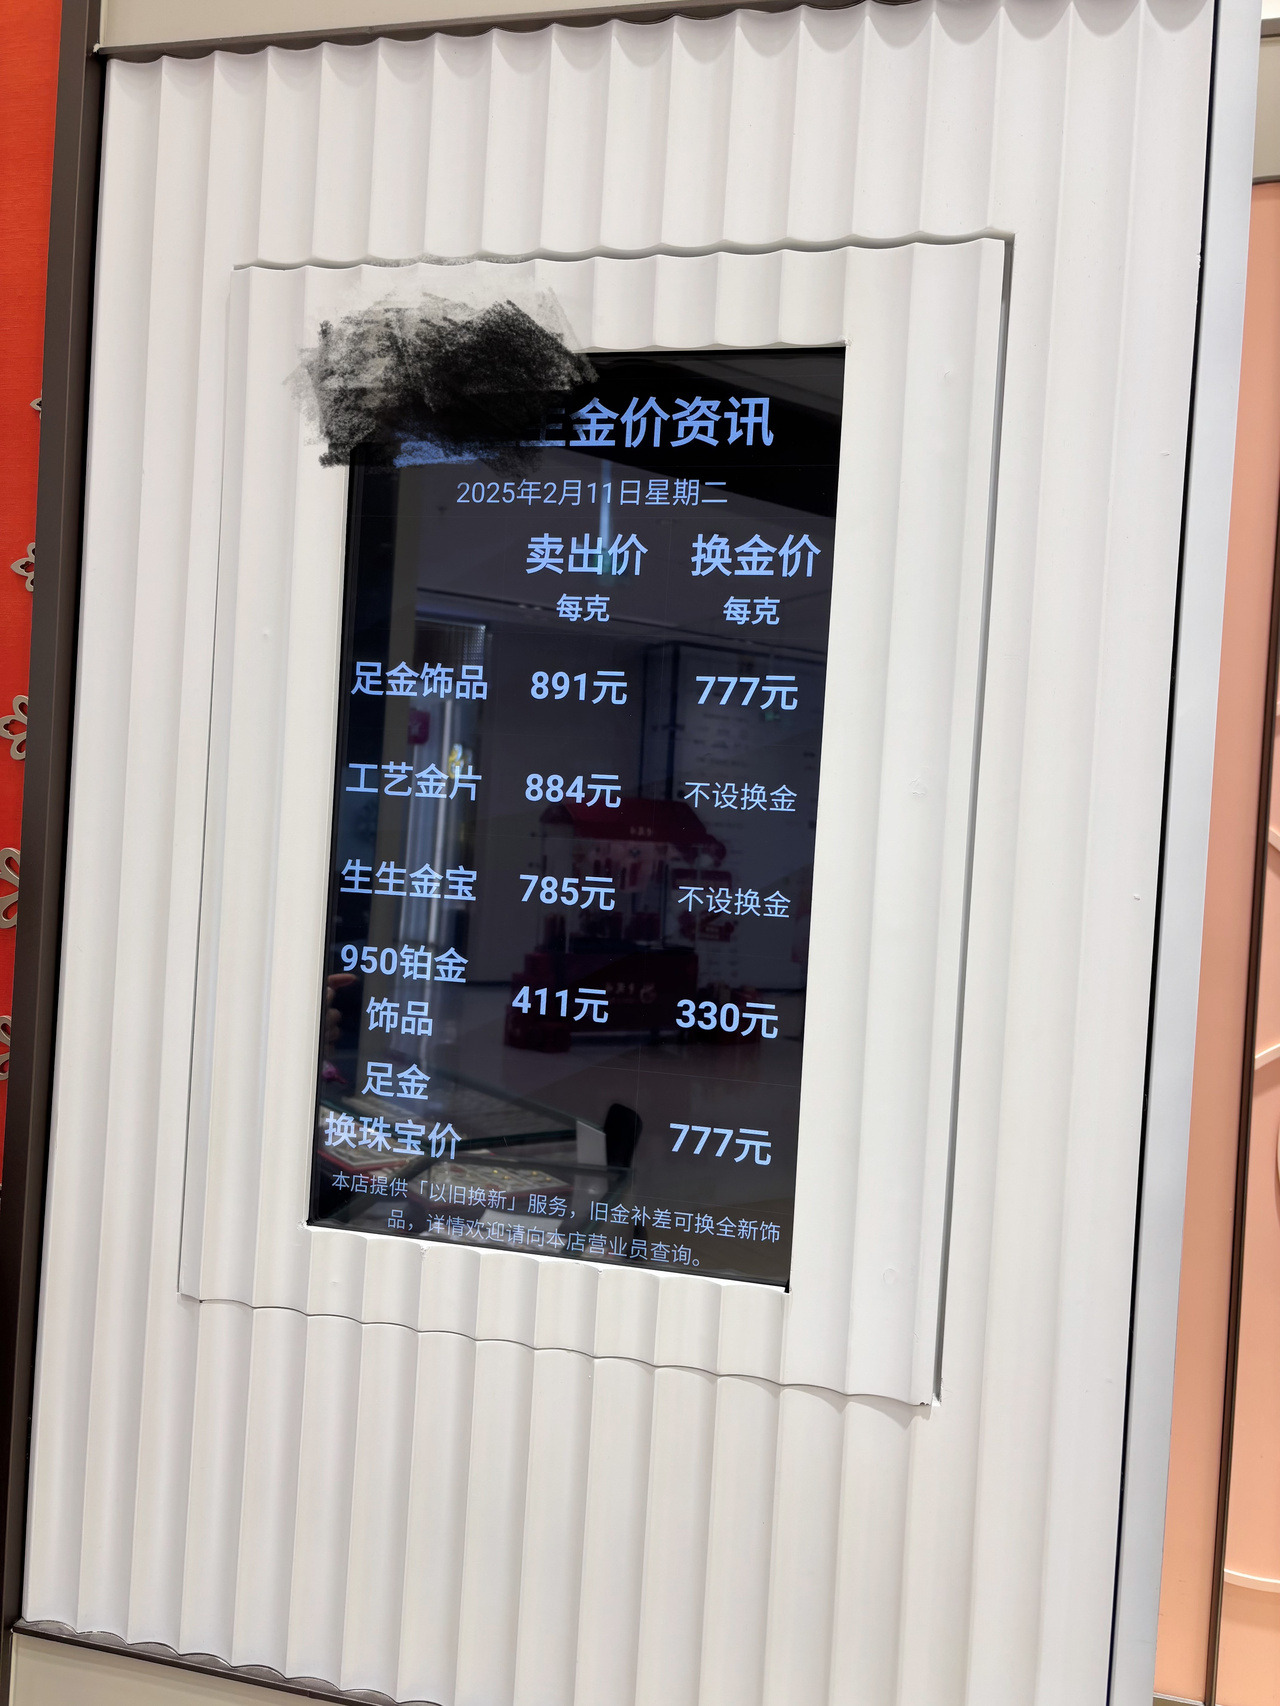 金价资讯
2025年2月11日星期二
卖出价 换金价
每克 每克
足金饰品 891元 777元
工艺金片 884元 不设换金
生生金宝 785元 不设换金
950铂金
饰品 411元 330元
足金
换珠宝价 777元
本店提供「以旧换新」服务，旧金补差可换全新饰
品，详情欢迎请向本店营业员查询。